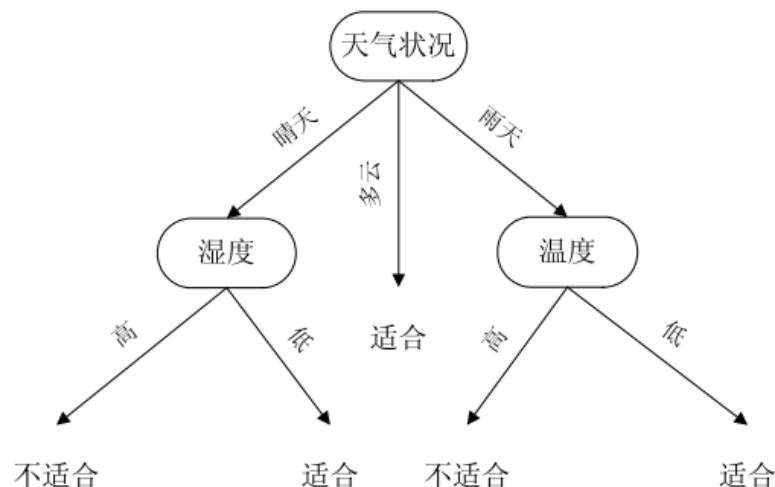 天气状况
晴天
多云
雨天
湿度
温度
高
低
适合
高
低
不适合
适合
不适合
适合